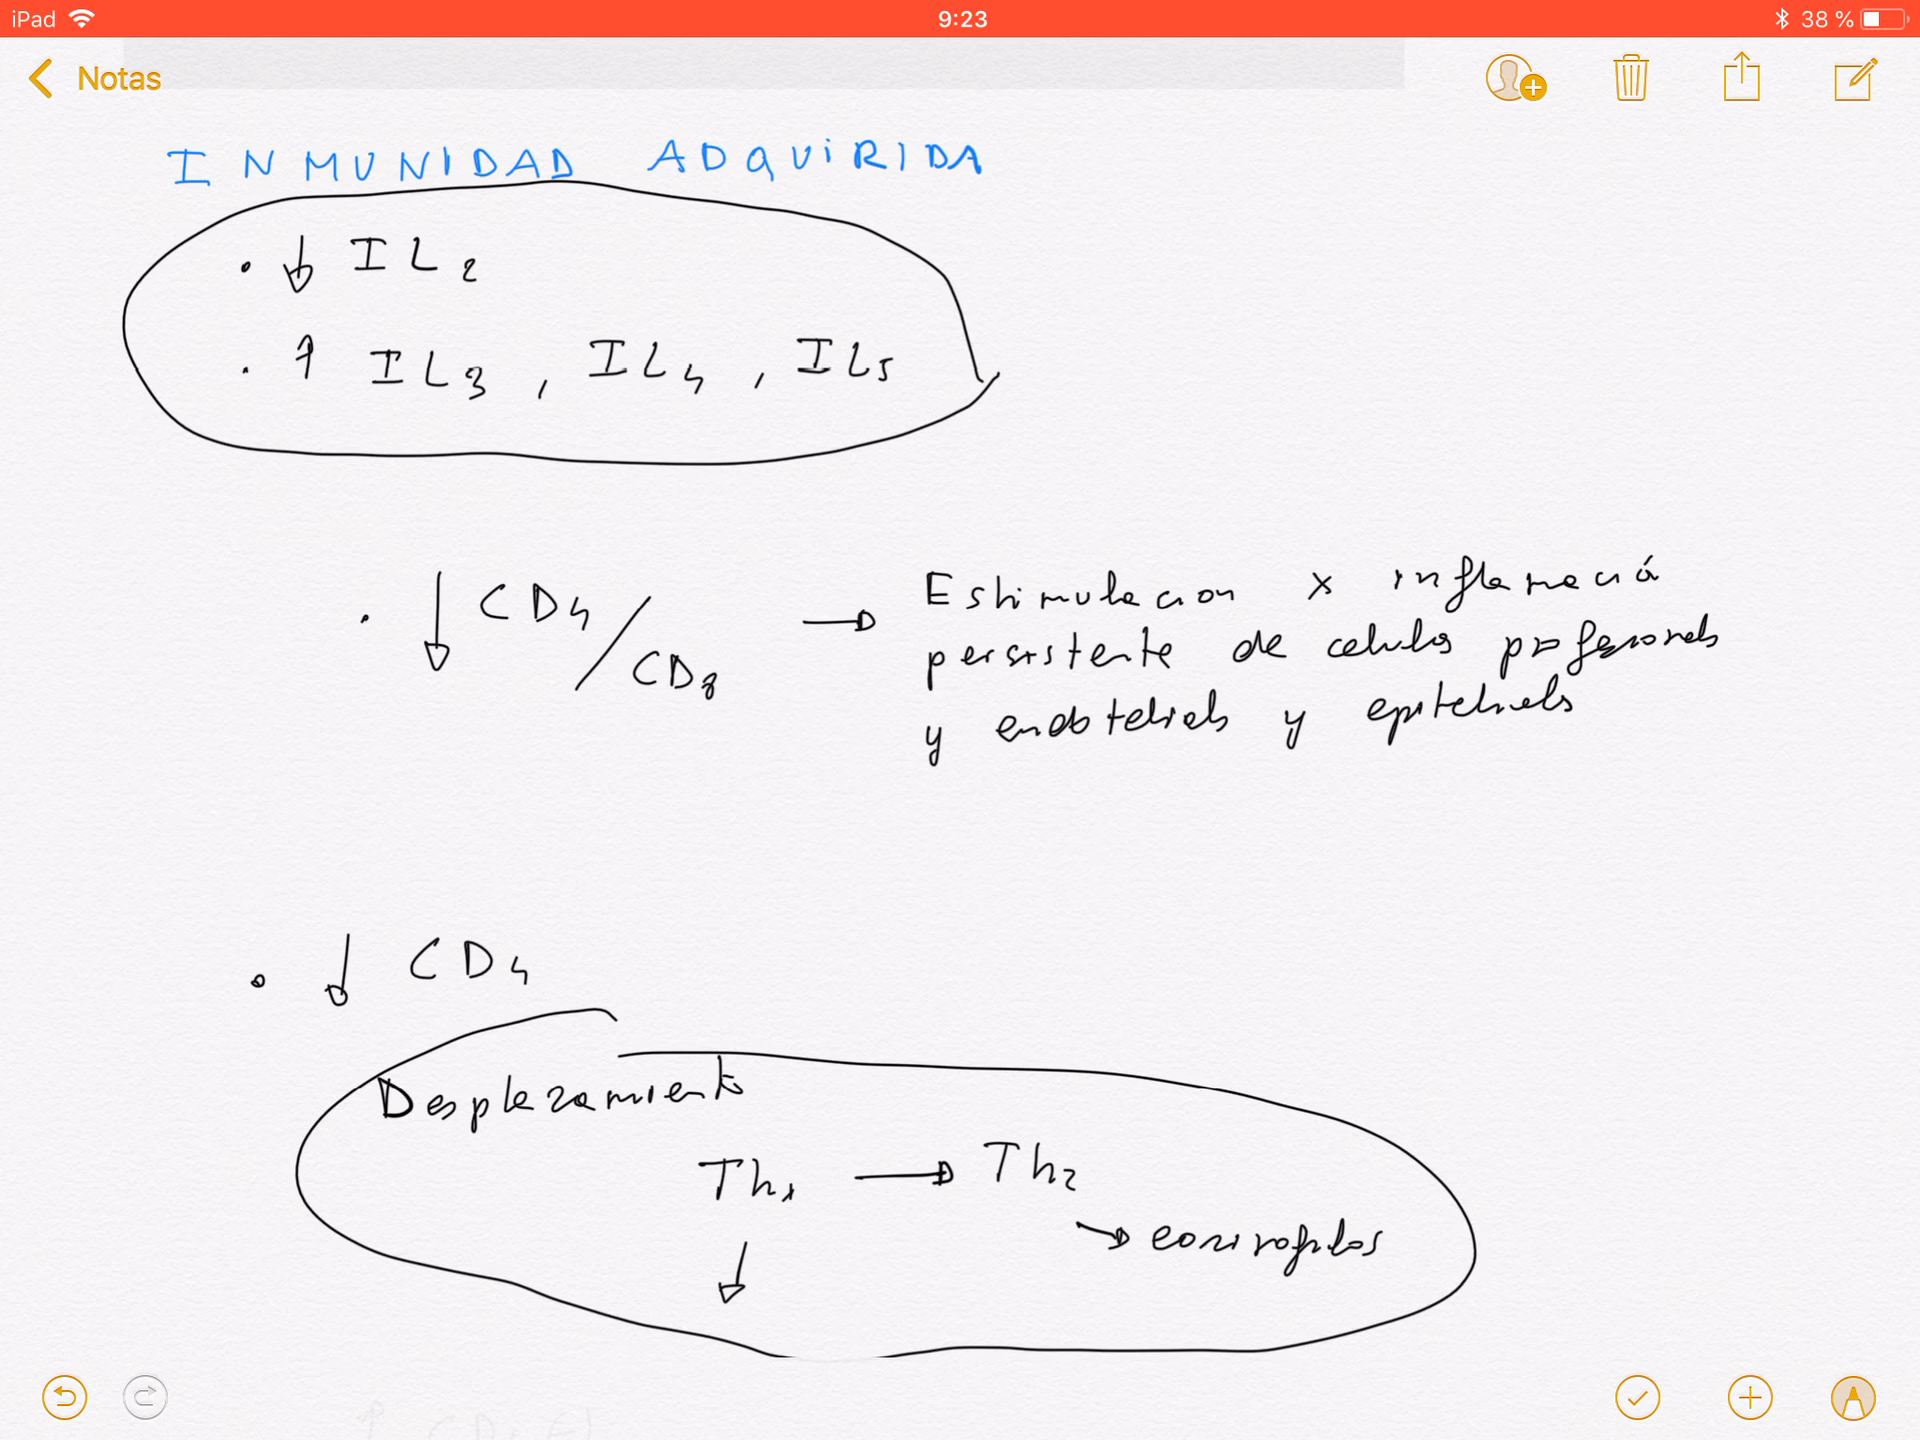 iPad 9:23 38 %
Notas
INMUNIDAD ADQUIRIDA
· ↓ IL2
· ↑ IL3, IL4, IL5
· ↓ CD4/CD8 → Estimulacion x inflamació
persistente de celulas profesionales
y endoteliales y epiteliales
· ↓ CD4
Desplazamiento
Th1 → Th2
↓ → eosinofilos